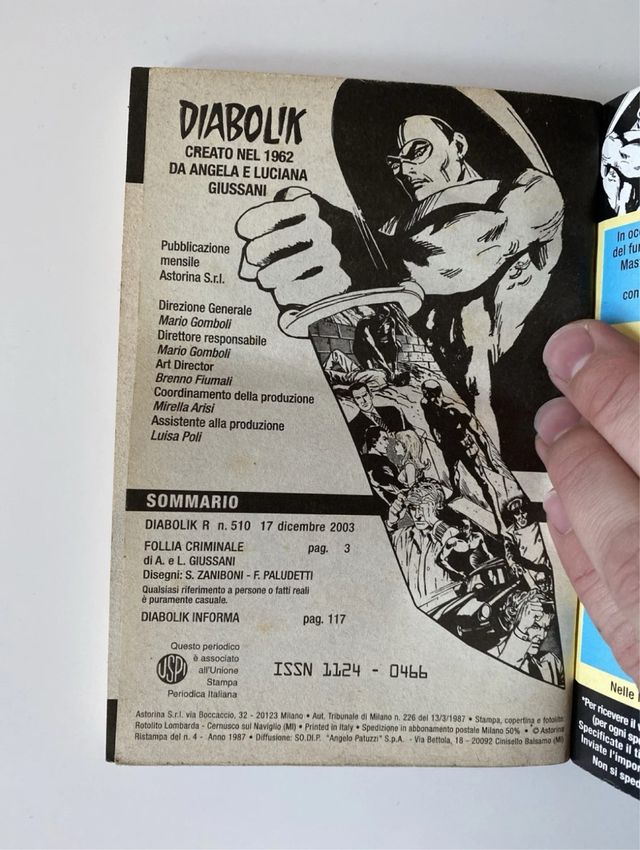 DIABOLIK
CREATO NEL 1962
DA ANGELA E LUCIANA
GIUSSANI
Pubblicazione
mensile
Astorina S.r.l.
Direzione Generale
Mario Gomboli
Direttore responsabile
Mario Gomboli
Art Director
Brenno Fiumali
Coordinamento della produzione
Mirella Arisi
Assistente alla produzione
Luisa Poli
SOMMARIO
DIABOLIK R n. 510 17 dicembre 2003
FOLLIA CRIMINALE pag. 3
di A. e L. GIUSSANI
Disegni: S. ZANIBONI - F. PALUDETTI
Qualsiasi riferimento a persone o fatti reali
è puramente casuale.
DIABOLIK INFORMA pag. 117
USPI
Questo periodico
è associato
all'Unione
Stampa
Periodica Italiana
ISSN 1124 - 0466
Astorina S.r.l. via Boccaccio, 32 - 20123 Milano • Aut. Tribunale di Milano n. 226 del 13/3/1987 • Stampa, copertina e fotolito
Rotolito Lombarda - Cernusco sul Naviglio (MI) • Printed in Italy • Spedizione in abbonamento postale Milano 50% • © Astorina
Ristampa del n. 4 - Anno 1987 • Diffusione: SO.DI.P. "Angelo Patuzzi" S.p.A. - Via Bettola, 18 - 20092 Cinisello Balsamo (MI)
In
del
con
Nelle
*Per ricevere il
(per ogni
Specificate il
Inviate l'
Non si